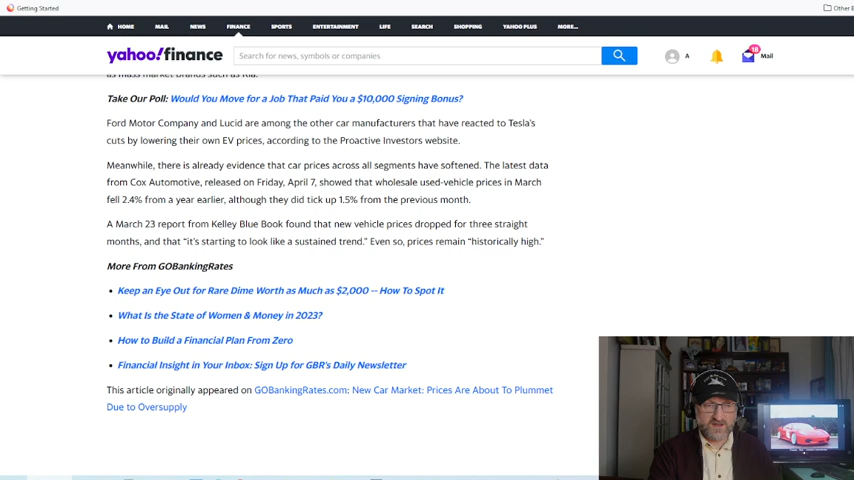 Getting Started
Other B
HOME MAIL NEWS FINANCE SPORTS ENTERTAINMENT LIFE SEARCH SHOPPING YAHOO PLUS MORE...
yahoo!finance
Search for news, symbols or companies
A
18
Mail
as mass market brands such as Kia.
Take Our Poll: Would You Move for a Job That Paid You a $10,000 Signing Bonus?
Ford Motor Company and Lucid are among the other car manufacturers that have reacted to Tesla's
cuts by lowering their own EV prices, according to the Proactive Investors website.
Meanwhile, there is already evidence that car prices across all segments have softened. The latest data
from Cox Automotive, released on Friday, April 7, showed that wholesale used-vehicle prices in March
fell 2.4% from a year earlier, although they did tick up 1.5% from the previous month.
A March 23 report from Kelley Blue Book found that new vehicle prices dropped for three straight
months, and that “it's starting to look like a sustained trend.” Even so, prices remain “historically high.”
More From GOBankingRates
• Keep an Eye Out for Rare Dime Worth as Much as $2,000 -- How To Spot It
• What Is the State of Women & Money in 2023?
• How to Build a Financial Plan From Zero
• Financial Insight in Your Inbox: Sign Up for GBR's Daily Newsletter
This article originally appeared on GOBankingRates.com: New Car Market: Prices Are About To Plummet
Due to Oversupply